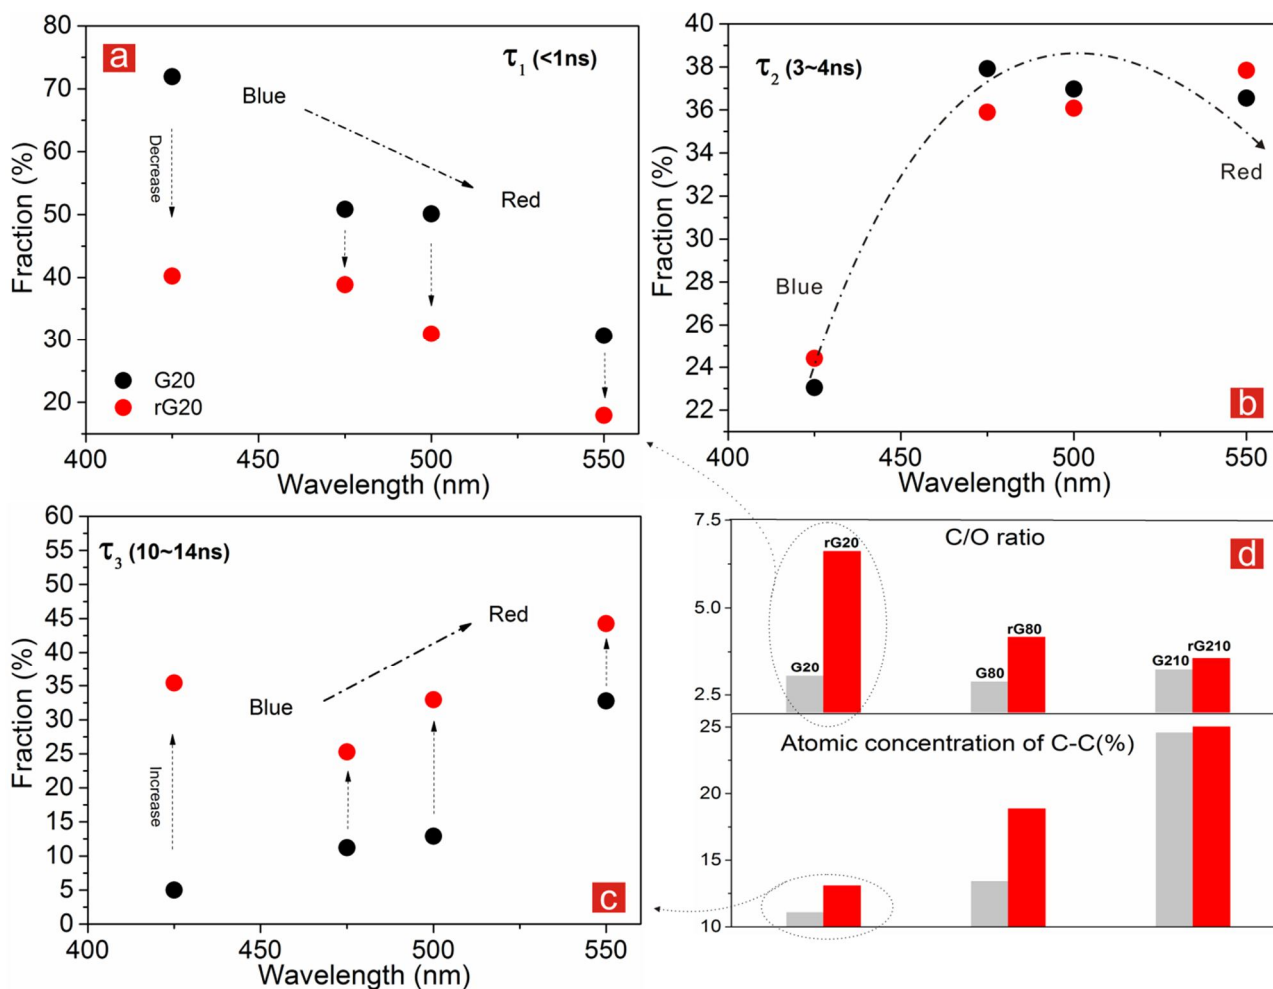 a
τ1 (<1ns)
Fraction (%)
80
70
60
50
40
30
20
Blue
Red
Decrease
G20
rG20
400
450
500
550
Wavelength (nm)
b
τ2 (3~4ns)
Fraction (%)
40
38
36
34
32
30
28
26
24
22
Blue
Red
400
450
500
550
Wavelength (nm)
c
τ3 (10~14ns)
Fraction (%)
60
55
50
45
40
35
30
25
20
15
10
5
0
Blue
Red
Increase
400
450
500
550
Wavelength (nm)
d
C/O ratio
7.5
5.0
2.5
G20
rG20
G80
rG80
G210
rG210
Atomic concentration of C-C(%)
25
20
15
10